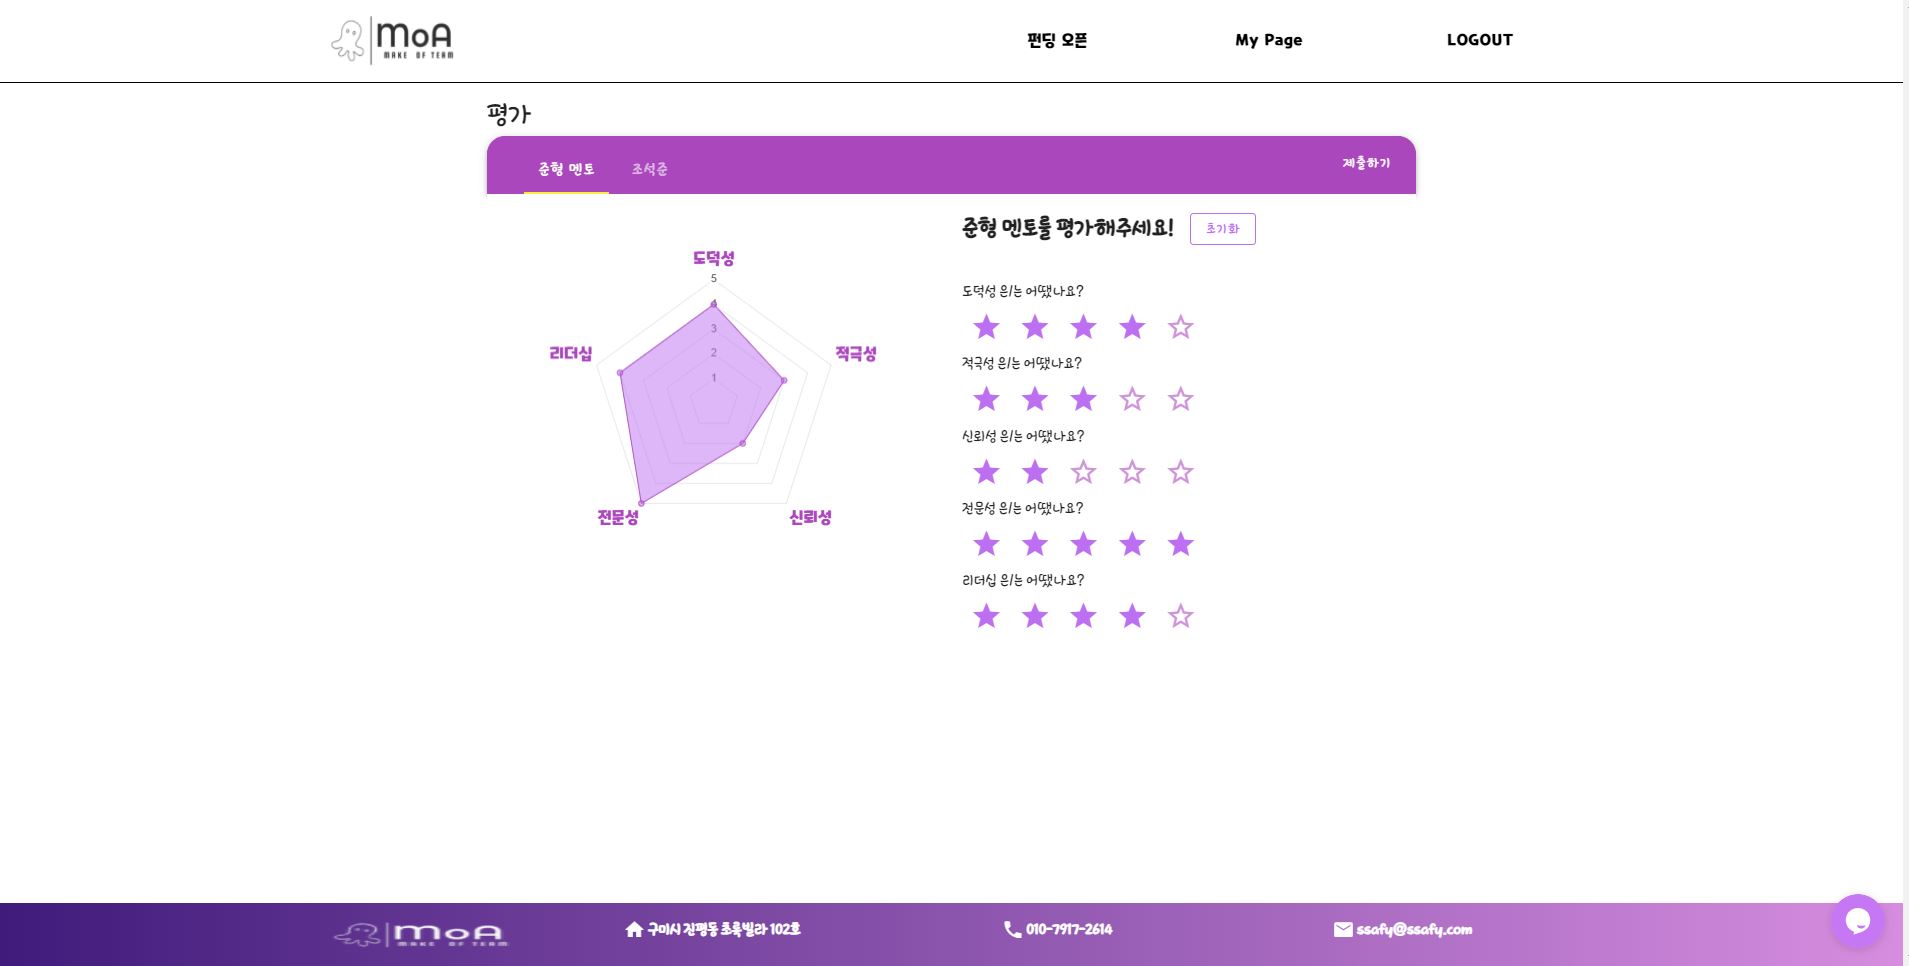 MoA
MAKE OF TEAM
펀딩 오픈
My Page
LOGOUT
평가
준형 멘토
조석준
제출하기
준형 멘토를 평가해주세요!
초기화
도덕성
5
4
3
2
1
리더십
적극성
전문성
신뢰성
도덕성 은/는 어땠나요?
적극성 은/는 어땠나요?
신뢰성 은/는 어땠나요?
전문성 은/는 어땠나요?
리더십 은/는 어땠나요?
MoA
MAKE OF TEAM
구미시 진평동 초록빌라 102호
010-7917-2614
ssafy@ssafy.com